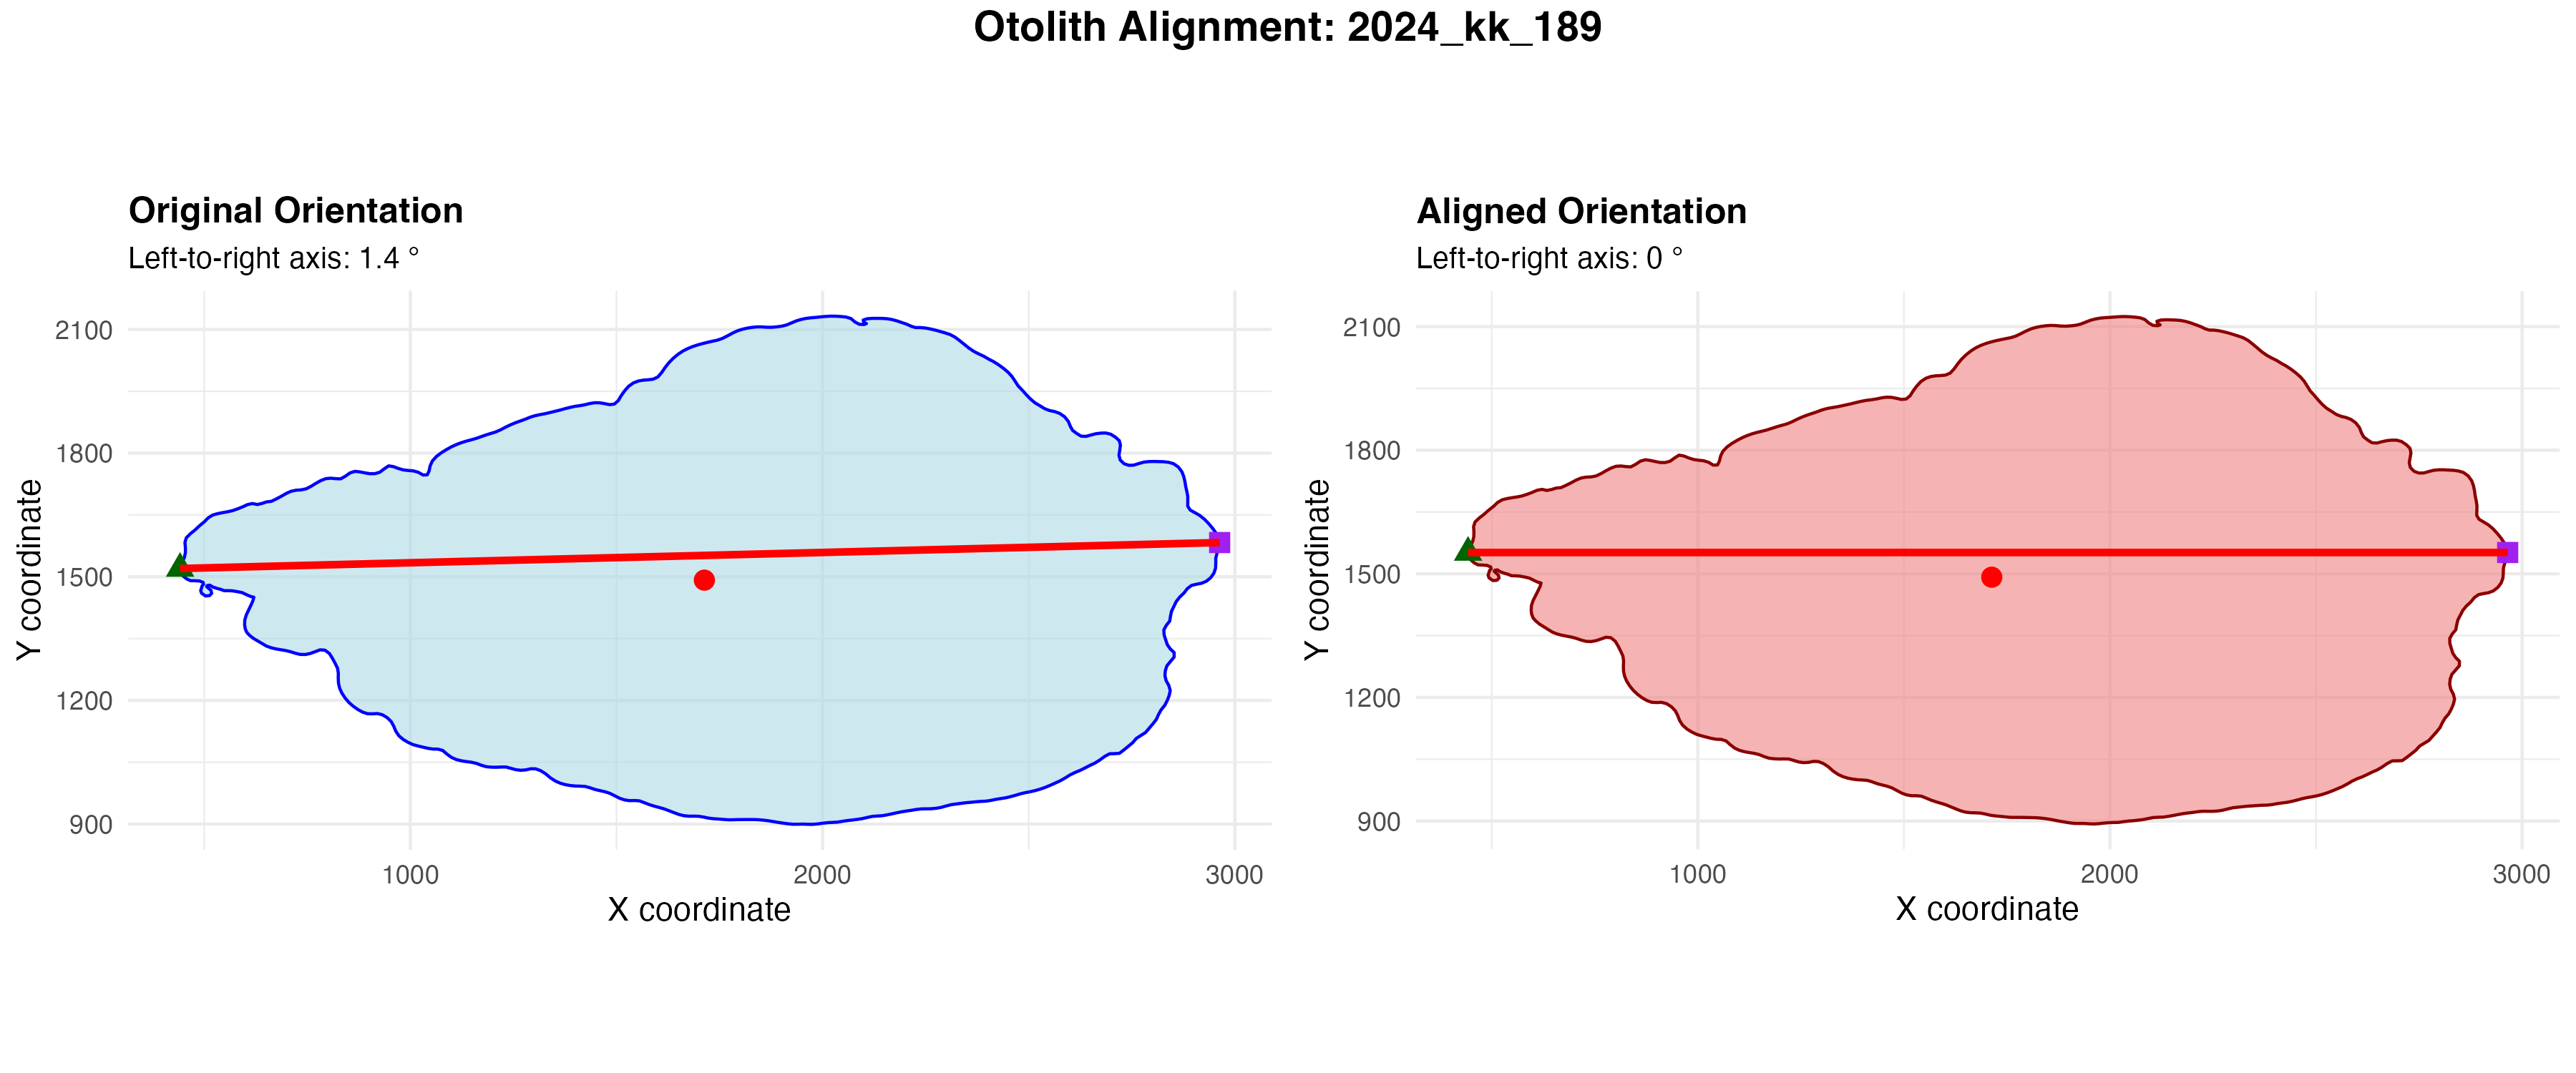 Otolith Alignment: 2024_kk_189
Original Orientation
Left-to-right axis: 1.4 °
2100
1800
1500
1200
900
Y coordinate
1000 2000 3000
X coordinate
Aligned Orientation
Left-to-right axis: 0 °
2100
1800
1500
1200
900
Y coordinate
1000 2000 3000
X coordinate